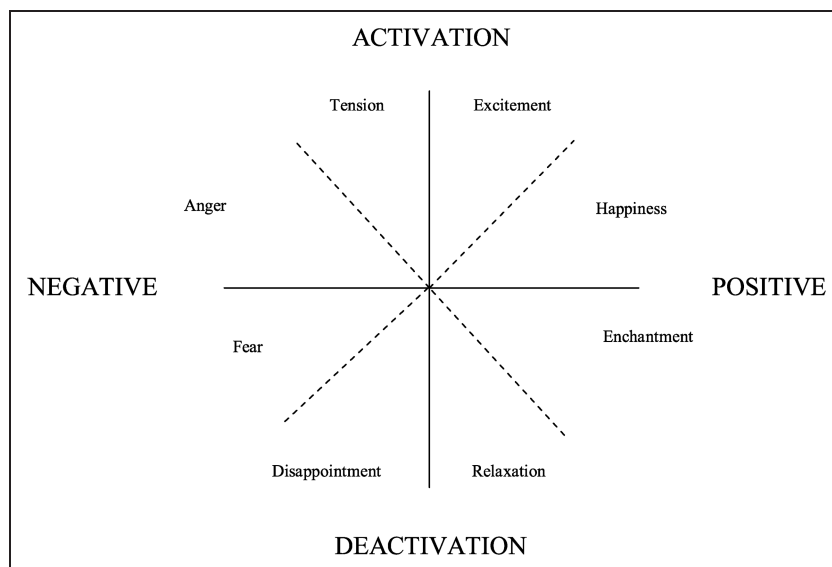 ACTIVATION
Tension
Excitement
Anger
Happiness
NEGATIVE
POSITIVE
Fear
Enchantment
Disappointment
Relaxation
DEACTIVATION